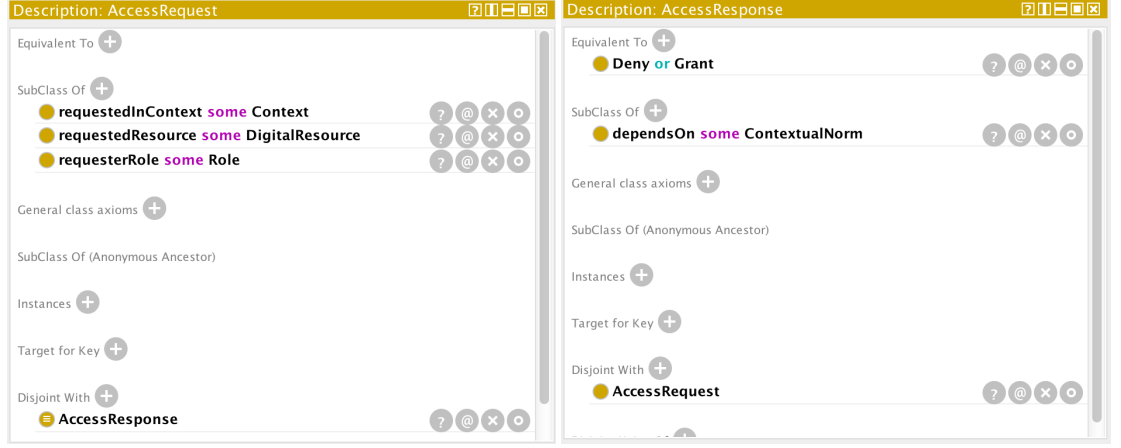 Description: AccessRequest
Equivalent To
SubClass Of
requestedInContext some Context
requestedResource some DigitalResource
requesterRole some Role
General class axioms
SubClass Of (Anonymous Ancestor)
Instances
Target for Key
Disjoint With
AccessResponse
Description: AccessResponse
Equivalent To
Deny or Grant
SubClass Of
dependsOn some ContextualNorm
General class axioms
SubClass Of (Anonymous Ancestor)
Instances
Target for Key
Disjoint With
AccessRequest